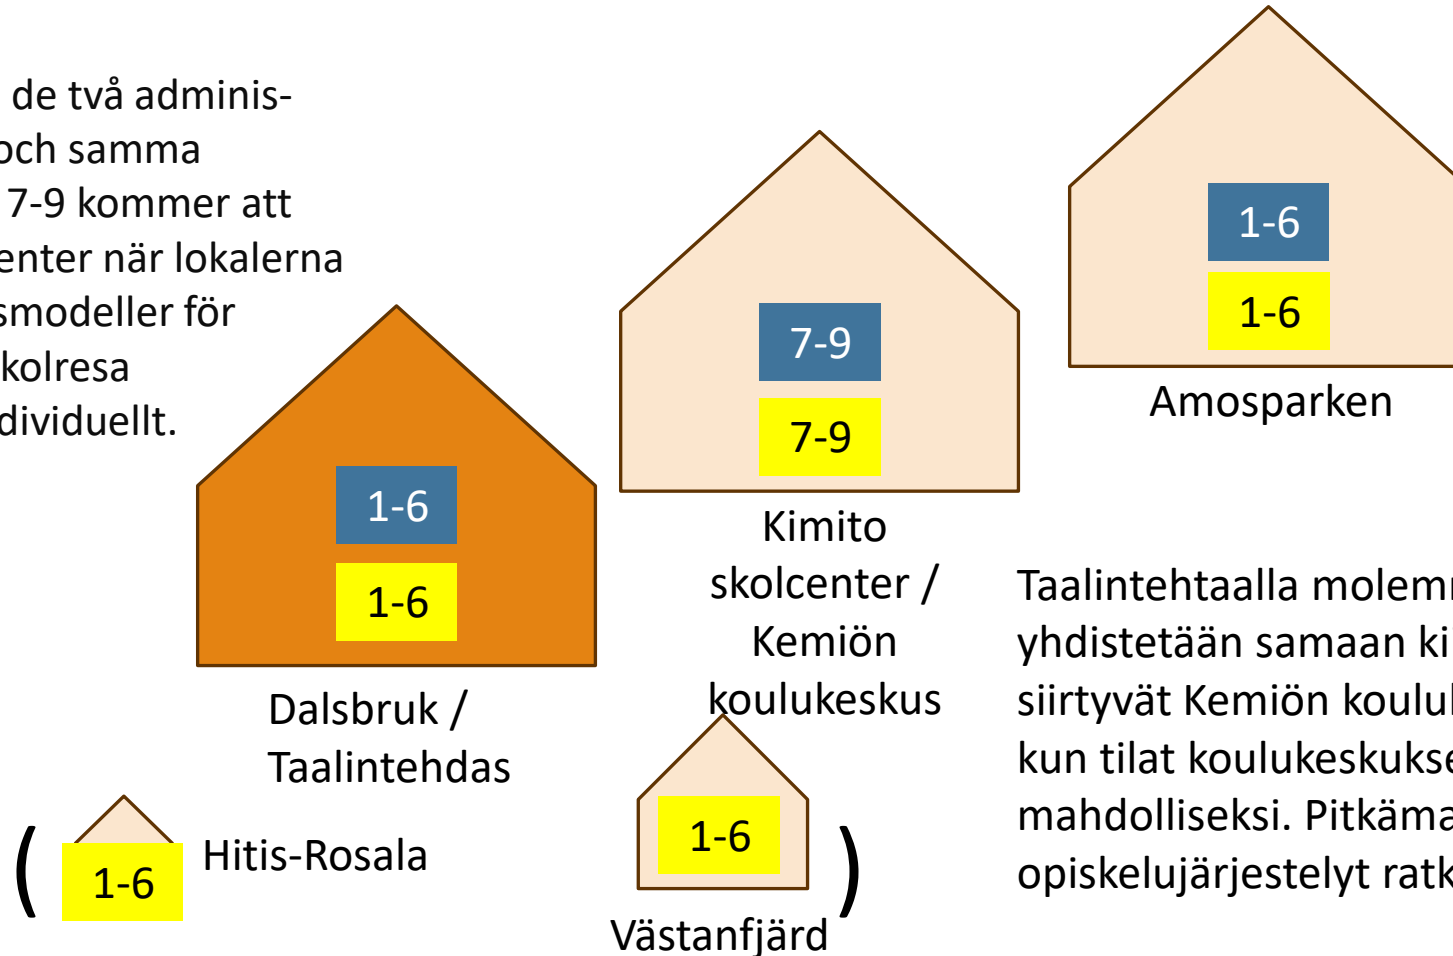 de två adminis-
och samma
7-9 kommer att
enter när lokalerna
smodeller för
kolresa
dividuellt.
1-6
1-6
Amosparken
7-9
7-9
Kimito
skolcenter /
Kemiön
koulukeskus
1-6
1-6
Dalsbruk /
Taalintehdas
Taalintehtaalla molem
yhdistetään samaan ki
siirtyvät Kemiön koulu
kun tilat koulukeskuks
mahdolliseksi. Pitkäma
opiskelujärjestelyt ratk
(
1-6
Hitis-Rosala
1-6
)
Västanfjärd